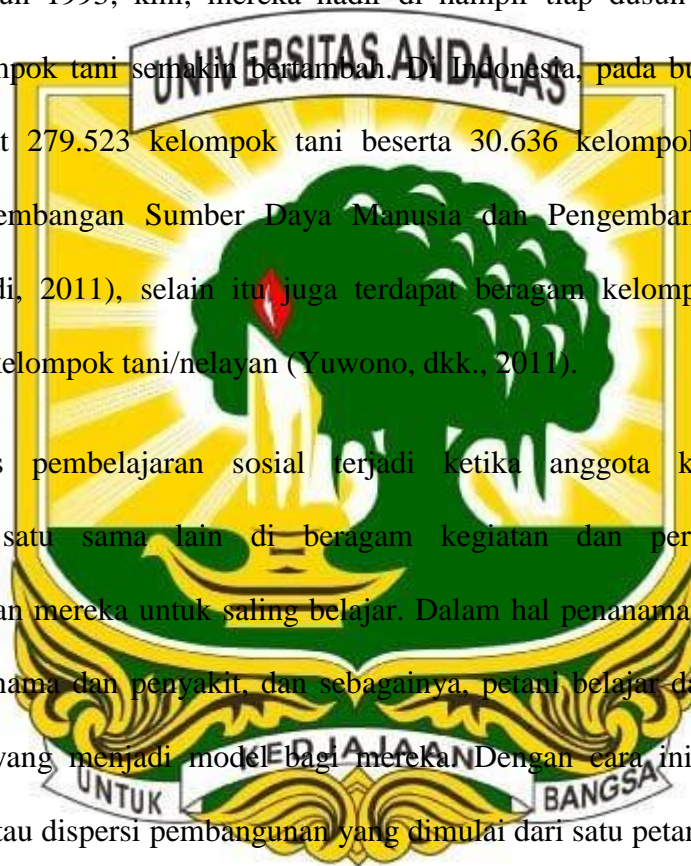 1995, kini, mereka hadir di hampir tiap dusun
UNIVERSITAS ANDALAS
mpok tani semakin bertambah. Di Indonesia, pada bu
t 279.523 kelompok tani beserta 30.636 kelompok
embangan Sumber Daya Manusia dan Pengemban
di, 2011), selain itu juga terdapat beragam kelomp
kelompok tani/nelayan (Yuwono, dkk., 2011).
s pembelajaran sosial terjadi ketika anggota k
satu sama lain di beragam kegiatan dan per
an mereka untuk saling belajar. Dalam hal penanama
hama dan penyakit, dan sebagainya, petani belajar da
yang menjadi model bagi mereka. Dengan cara ini
UNTUK KEDJAJAAN BANGSA
tau dispersi pembangunan yang dimulai dari satu petan